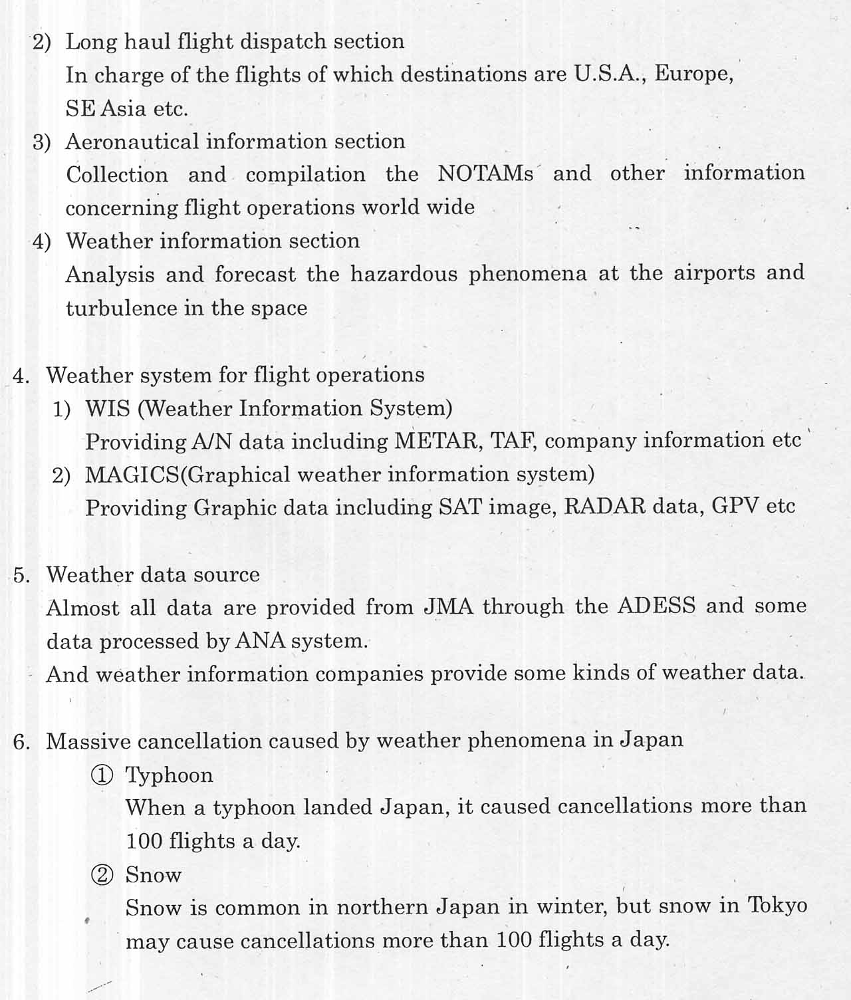 2) Long haul flight dispatch section
In charge of the flights of which destinations are U.S.A., Europe,
SE Asia etc.
3) Aeronautical information section
Collection and compilation the NOTAMs and other information
concerning flight operations world wide
4) Weather information section
Analysis and forecast the hazardous phenomena at the airports and
turbulence in the space
4. Weather system for flight operations
1) WIS (Weather Information System)
Providing A/N data including METAR, TAF, company information etc
2) MAGICS(Graphical weather information system)
Providing Graphic data including SAT image, RADAR data, GPV etc
5. Weather data source
Almost all data are provided from JMA through the ADESS and some
data processed by ANA system.
And weather information companies provide some kinds of weather data.
6. Massive cancellation caused by weather phenomena in Japan
① Typhoon
When a typhoon landed Japan, it caused cancellations more than
100 flights a day.
② Snow
Snow is common in northern Japan in winter, but snow in Tokyo
may cause cancellations more than 100 flights a day.